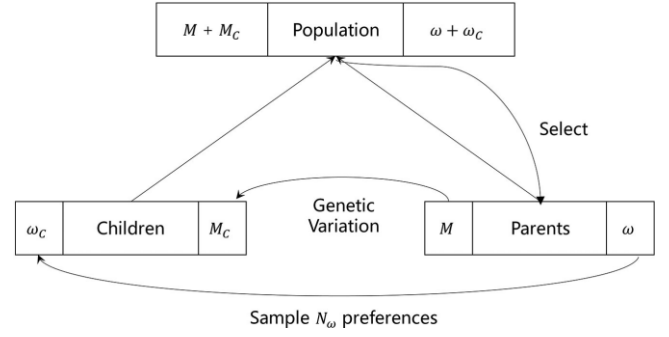 M + M_C Population ω + ω_C
Select
Genetic
Variation
ω_C Children M_C
M Parents ω
Sample N_ω preferences